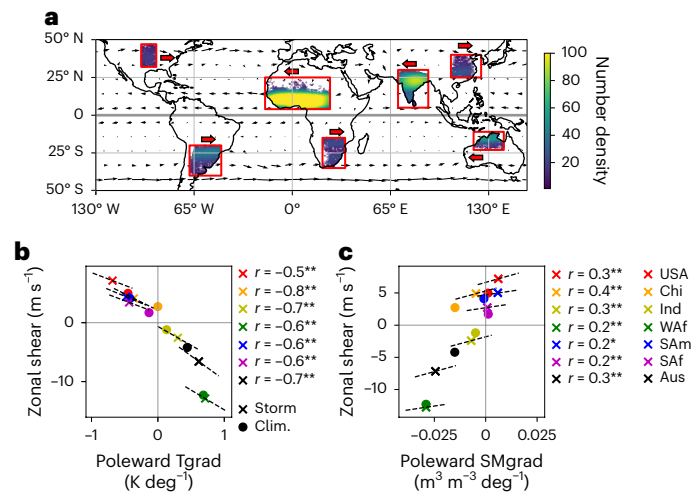 a
50° N
25° N
0
25° S
50° S
130° W
65° W
0°
65° E
130° E
100
80
60
40
20
Number density
b
Zonal shear (m s⁻¹)
0
−10
−1
0
1
Poleward Tgrad
(K deg⁻¹)
r = −0.5**
r = −0.8**
r = −0.7**
r = −0.6**
r = −0.6**
r = −0.6**
r = −0.7**
Storm
Clim.
c
Zonal shear (m s⁻¹)
5
0
−5
−10
−0.025
0
0.025
Poleward SMgrad
(m³ m⁻³ deg⁻¹)
r = 0.3**
r = 0.4**
r = 0.3**
r = 0.2**
r = 0.2*
r = 0.2**
r = 0.3**
USA
Chi
Ind
WAf
SAm
SAf
Aus